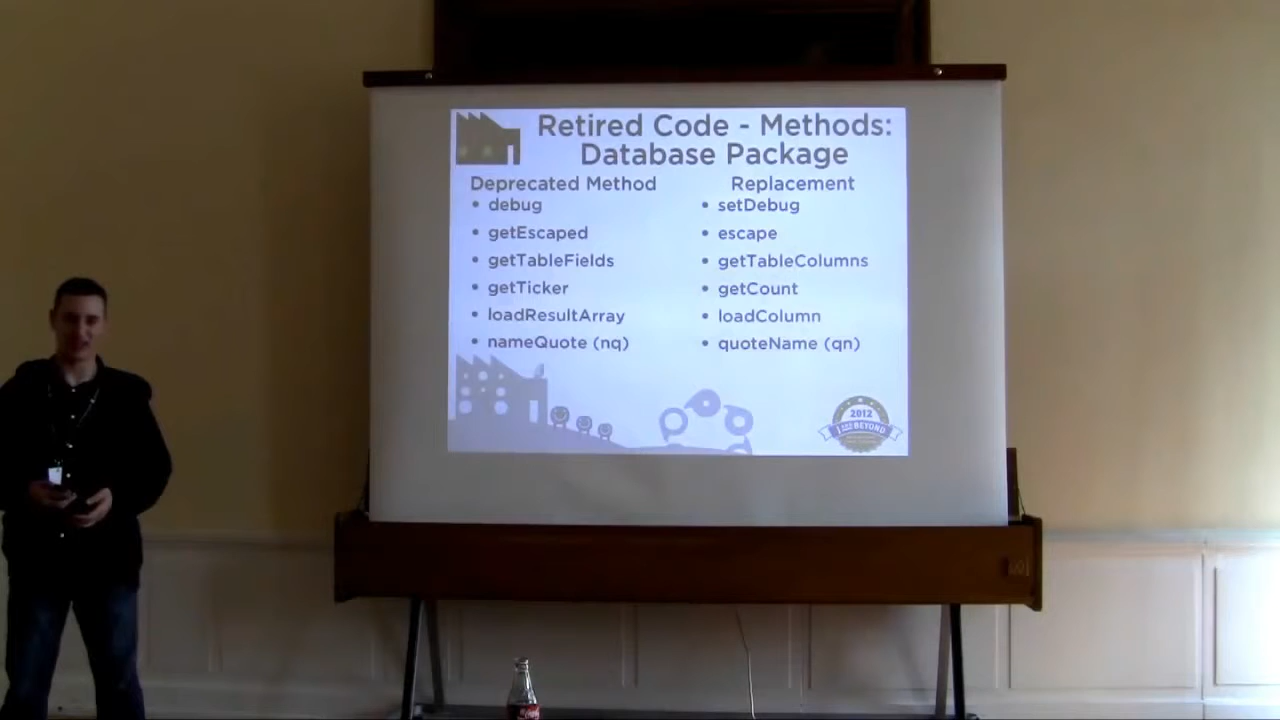 Retired Code - Methods:
Database Package
Deprecated Method Replacement
• debug • setDebug
• getEscaped • escape
• getTableFields • getTableColumns
• getTicker • getCount
• loadResultArray • loadColumn
• nameQuote (nq) • quoteName (qn)
2012
BEYOND